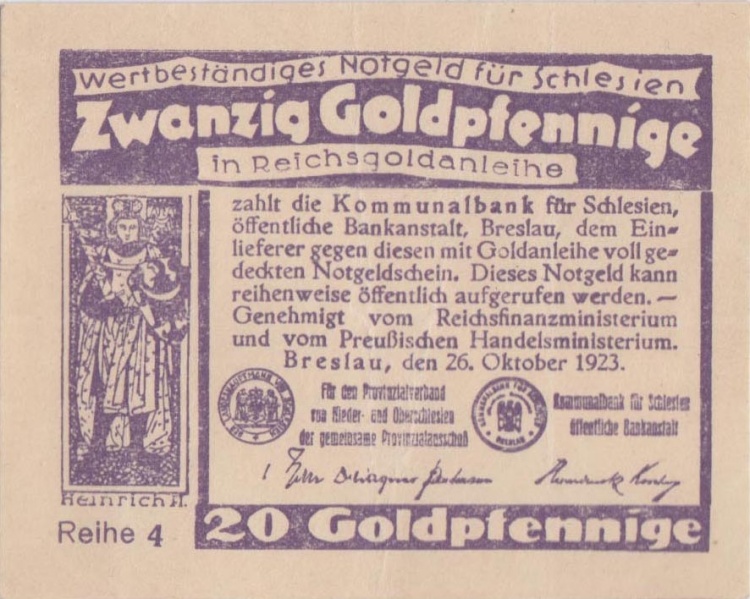 Wertbeständiges Notgeld für Schlesien
Zwanzig Goldpfennige
in Reichsgoldanleihe
zahlt die Kommunalbank für Schlesien,
öffentliche Bankanstalt, Breslau, dem Ein=
lieferer gegen diesen mit Goldanleihe voll ge=
deckten Notgeldschein. Dieses Notgeld kann
reihenweise öffentlich aufgerufen werden. —
Genehmigt vom Reichsfinanzministerium
und vom Preußischen Handelsministerium.
Breslau, den 26. Oktober 1923.
Für den Provinzialverband
von Nieder- und Oberschlesien
der gemeinsame Provinzialausschuß
Kommunalbank für Schlesien
öffentliche Bankanstalt
BRESLAU
Heinrich II.
Reihe 4
20 Goldpfennige